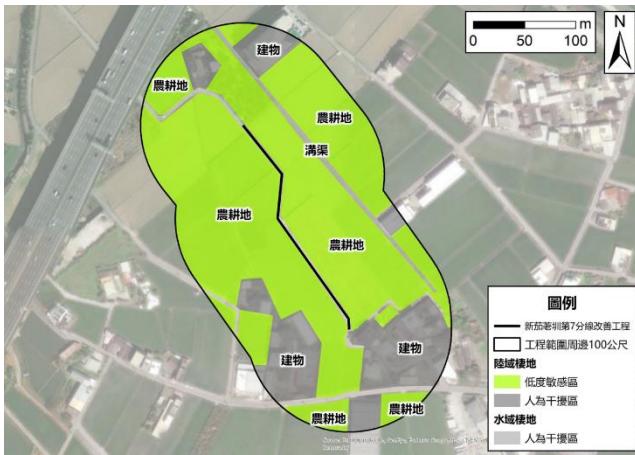 m
0 50 100
N
建物
農耕地
農耕地
溝渠
農耕地
農耕地
建物
建物
農耕地
農耕地
圖例
新茄荖圳第7分線改善工程
工程範圍周邊100公尺
陸域棲地
低度敏感區
人為干擾區
水域棲地
人為干擾區